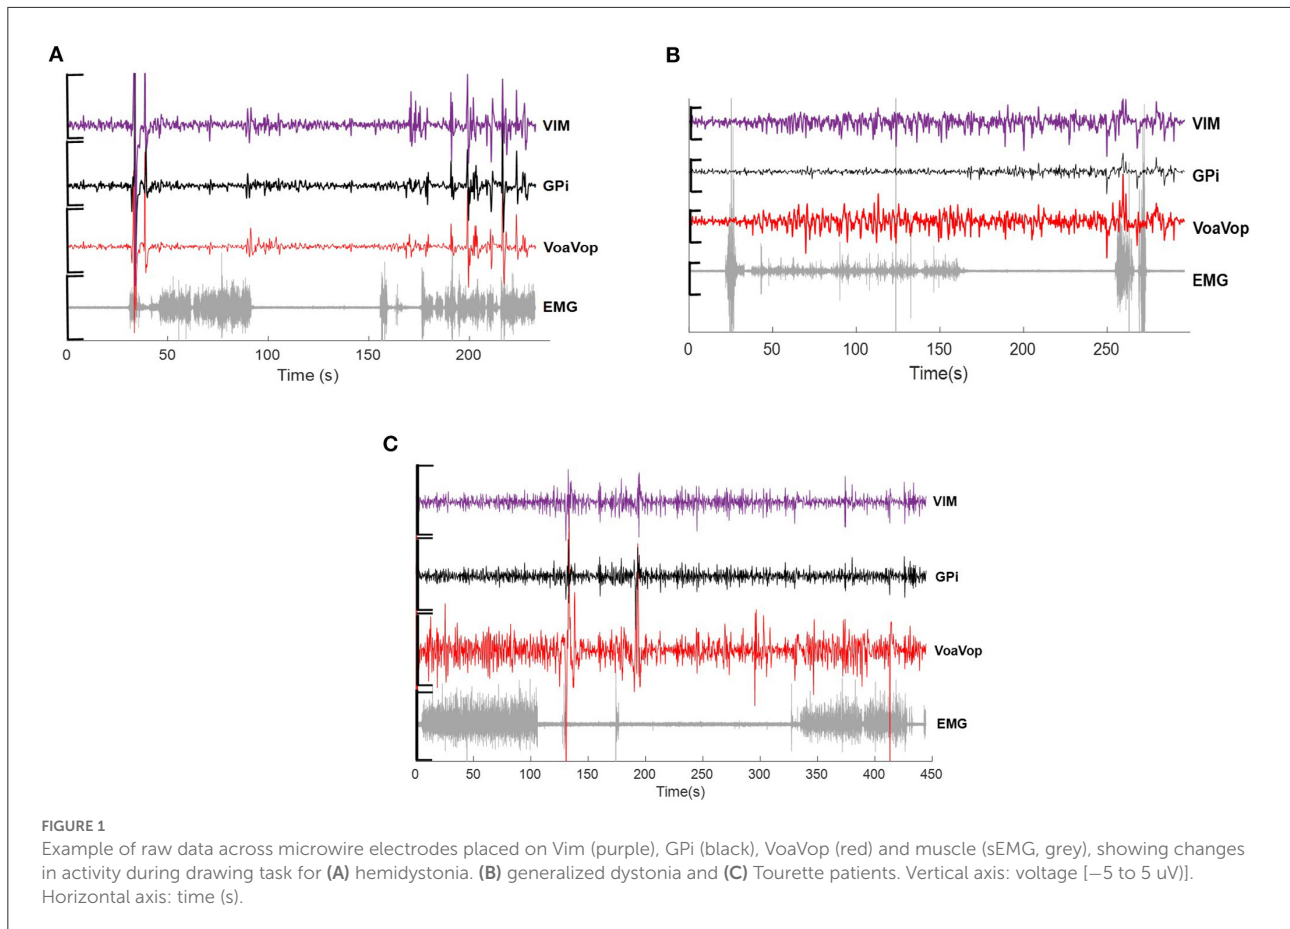 A
VIM
GPi
VoaVop
EMG
0 50 100 150 200
Time (s)
B
VIM
GPi
VoaVop
EMG
0 50 100 150 200 250
Time(s)
C
VIM
GPi
VoaVop
EMG
0 50 100 150 200 250 300 350 400 450
Time(s)
FIGURE 1
Example of raw data across microwire electrodes placed on Vim (purple), GPi (black), VoaVop (red) and muscle (sEMG, grey), showing changes
in activity during drawing task for (A) hemidystonia. (B) generalized dystonia and (C) Tourette patients. Vertical axis: voltage [−5 to 5 uV)].
Horizontal axis: time (s).